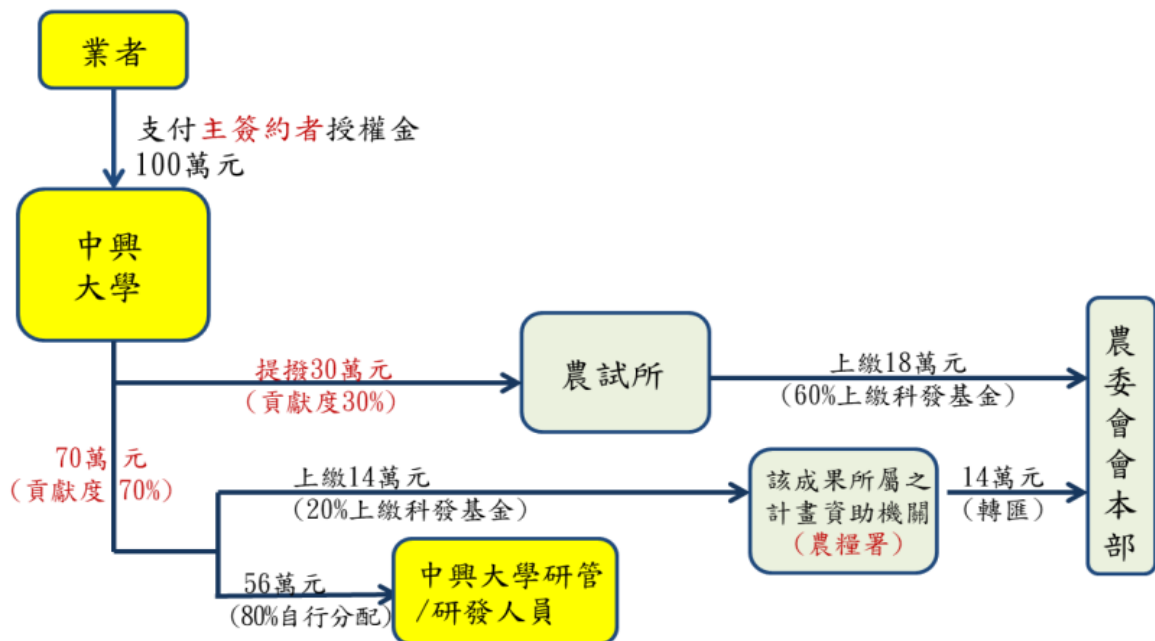 業者
支付主簽約者授權金
100萬元
中興
大學
提撥30萬元
(貢獻度30%)
農試所
上繳18萬元
(60%上繳科發基金)
農委會會本部
70萬元
(貢獻度 70%)
上繳14萬元
(20%上繳科發基金)
該成果所屬之
計畫資助機關
(農糧署)
14萬元
(轉匯)
56萬元
(80%自行分配)
中興大學研管
/研發人員